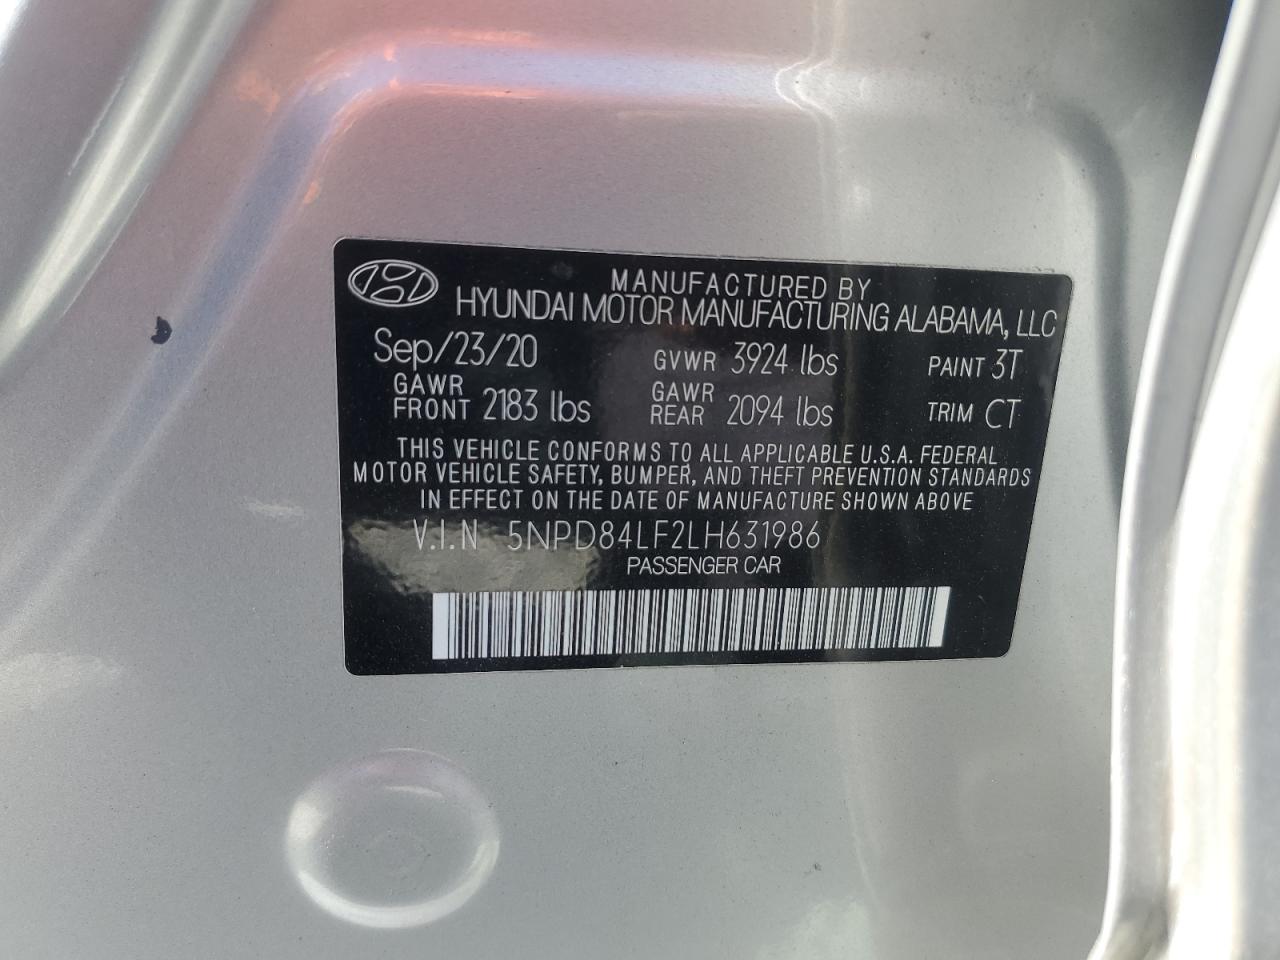 MANUFACTURED BY
HYUNDAI MOTOR MANUFACTURING ALABAMA, LLC
Sep/23/20 GVWR 3924 lbs PAINT 3T
GAWR FRONT 2183 lbs GAWR REAR 2094 lbs TRIM CT
THIS VEHICLE CONFORMS TO ALL APPLICABLE U.S.A. FEDERAL
MOTOR VEHICLE SAFETY, BUMPER, AND THEFT PREVENTION STANDARDS
IN EFFECT ON THE DATE OF MANUFACTURE SHOWN ABOVE
V.I.N 5NPD84LF2LH631986
PASSENGER CAR